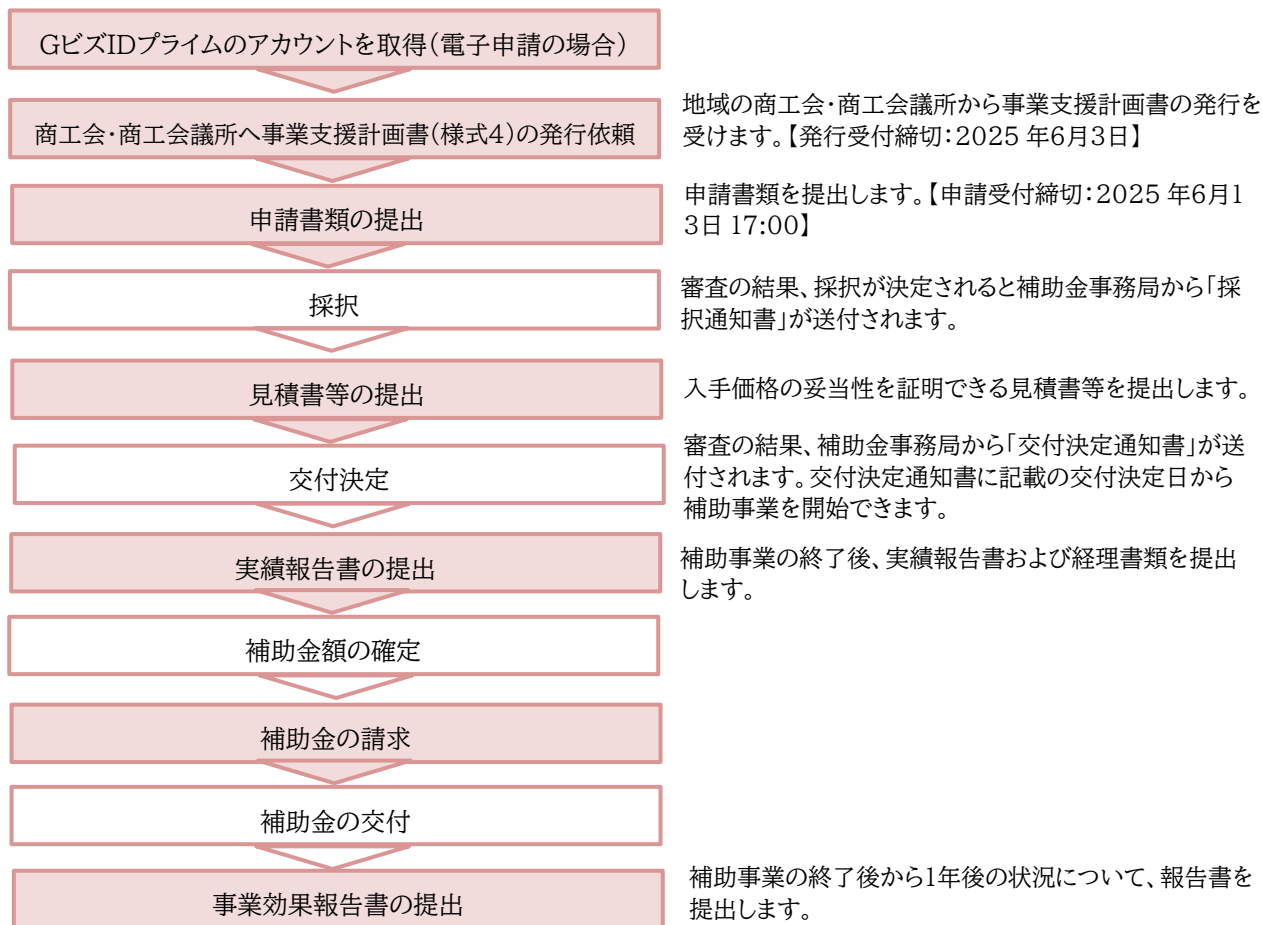 GビズIDプライムのアカウントを取得（電子申請の場合）
商工会・商工会議所へ事業支援計画書（様式4）の発行依頼
地域の商工会・商工会議所から事業支援計画書の発行を
受けます。【発行受付締切：2025 年6月3日】
申請書類の提出
申請書類を提出します。【申請受付締切：2025 年6月1
3日 17:00】
採択
審査の結果、採択が決定されると補助金事務局から「採
択通知書」が送付されます。
見積書等の提出
入手価格の妥当性を証明できる見積書等を提出します。
交付決定
審査の結果、補助金事務局から「交付決定通知書」が送
付されます。交付決定通知書に記載の交付決定日から
補助事業を開始できます。
実績報告書の提出
補助事業の終了後、実績報告書および経理書類を提出
します。
補助金額の確定
補助金の請求
補助金の交付
事業効果報告書の提出
補助事業の終了後から1年後の状況について、報告書を
提出します。